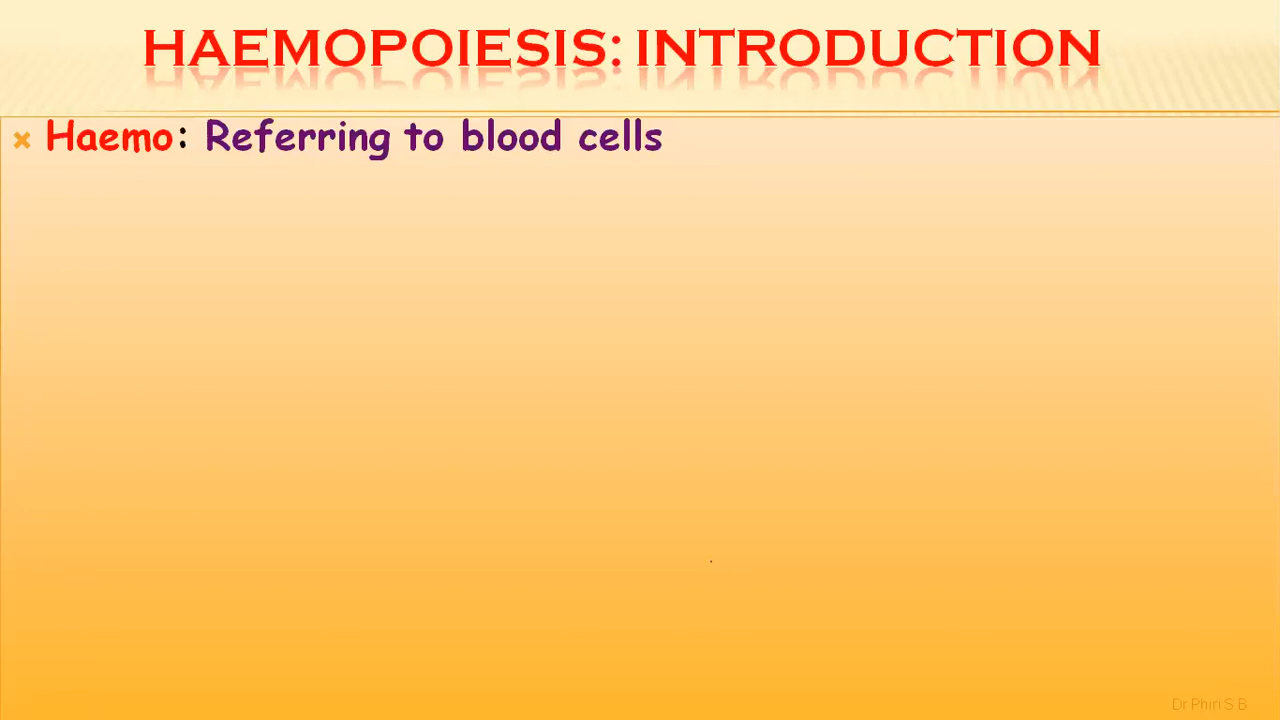 HAEMOPOIESIS: INTRODUCTION
Haemo: Referring to blood cells
Dr Phiri S B